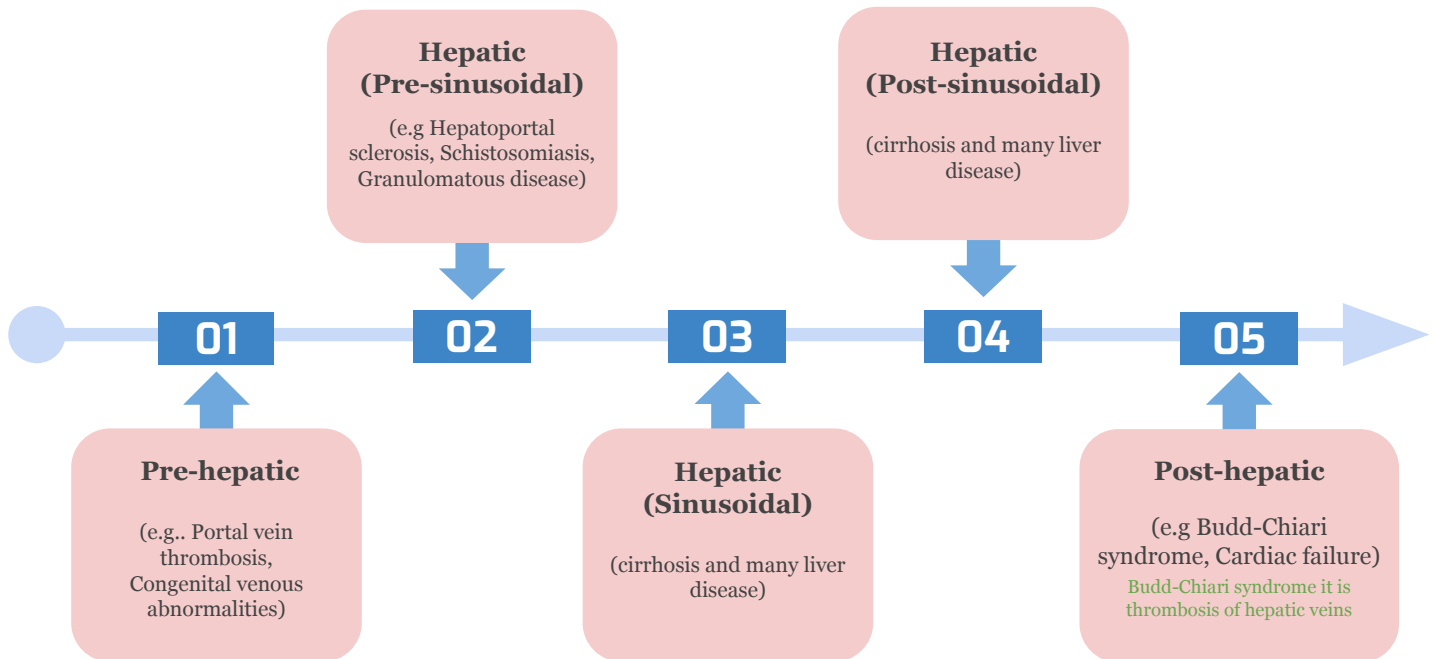 Hepatic
(Pre-sinusoidal)
(e.g Hepatoportal
sclerosis, Schistosomiasis,
Granulomatous disease)
Hepatic
(Post-sinusoidal)
(cirrhosis and many liver
disease)
01
02
03
04
05
Pre-hepatic
(e.g.. Portal vein
thrombosis,
Congenital venous
abnormalities)
Hepatic
(Sinusoidal)
(cirrhosis and many liver
disease)
Post-hepatic
(e.g Budd-Chiari
syndrome, Cardiac failure)
Budd-Chiari syndrome it is
thrombosis of hepatic veins